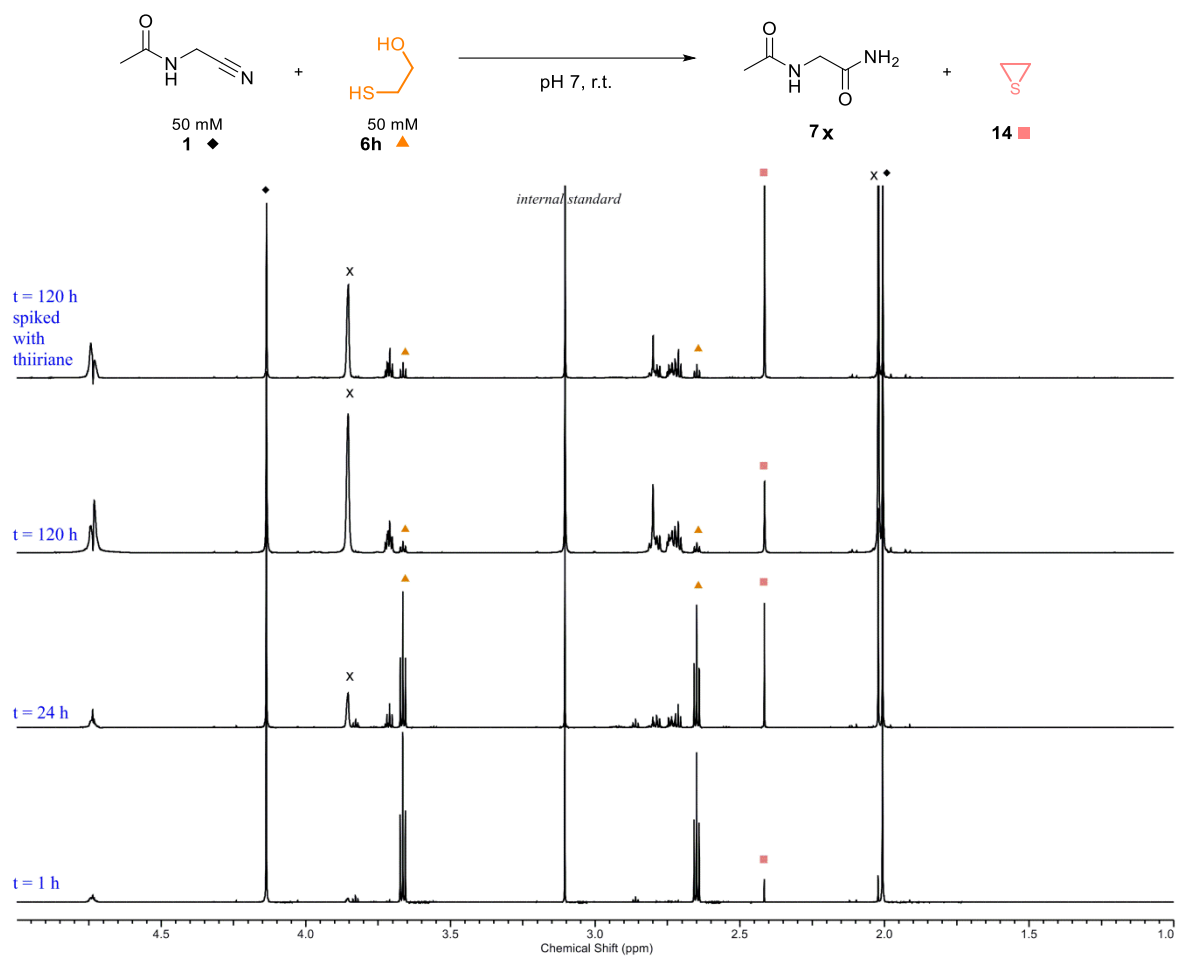 O
N
H
N
+
HO
HS
pH 7, r.t.
O
N
H
NH2
O
+
S
50 mM
1
50 mM
6h
7 x
14
x
internal standard
x
t = 120 h
spiked
with
thiirane
x
t = 120 h
x
t = 24 h
t = 1 h
4.5 4.0 3.5 3.0 2.5 2.0 1.5 1.0
Chemical Shift (ppm)